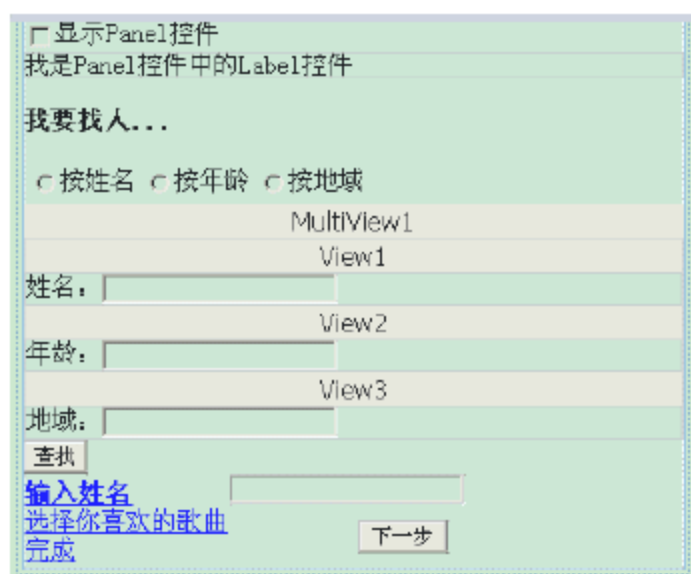 显示Panel控件
我是Panel控件中的Label控件
我要找人...
按姓名 按年龄 按地域
MultiView1
View1
姓名:
View2
年龄:
View3
地域:
查找
输入姓名
选择你喜欢的歌曲
下一步
完成